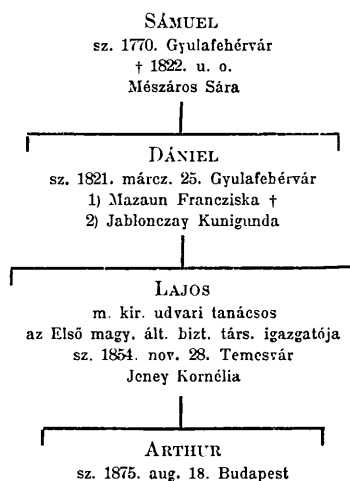 SÁMUEL
sz. 1770. Gyulafehérvár
† 1822. u. o.
Mészáros Sára
DÁNIEL
sz. 1821. márcz. 25. Gyulafehérvár
1) Mazaun Francziska †
2) Jablonczay Kunigunda
LAJOS
m. kir. udvari tanácsos
az Első magy. ált. bizt. társ. igazgatója
sz. 1854. nov. 28. Temesvár
Jeney Kornélia
ARTHUR
sz. 1875. aug. 18. Budapest